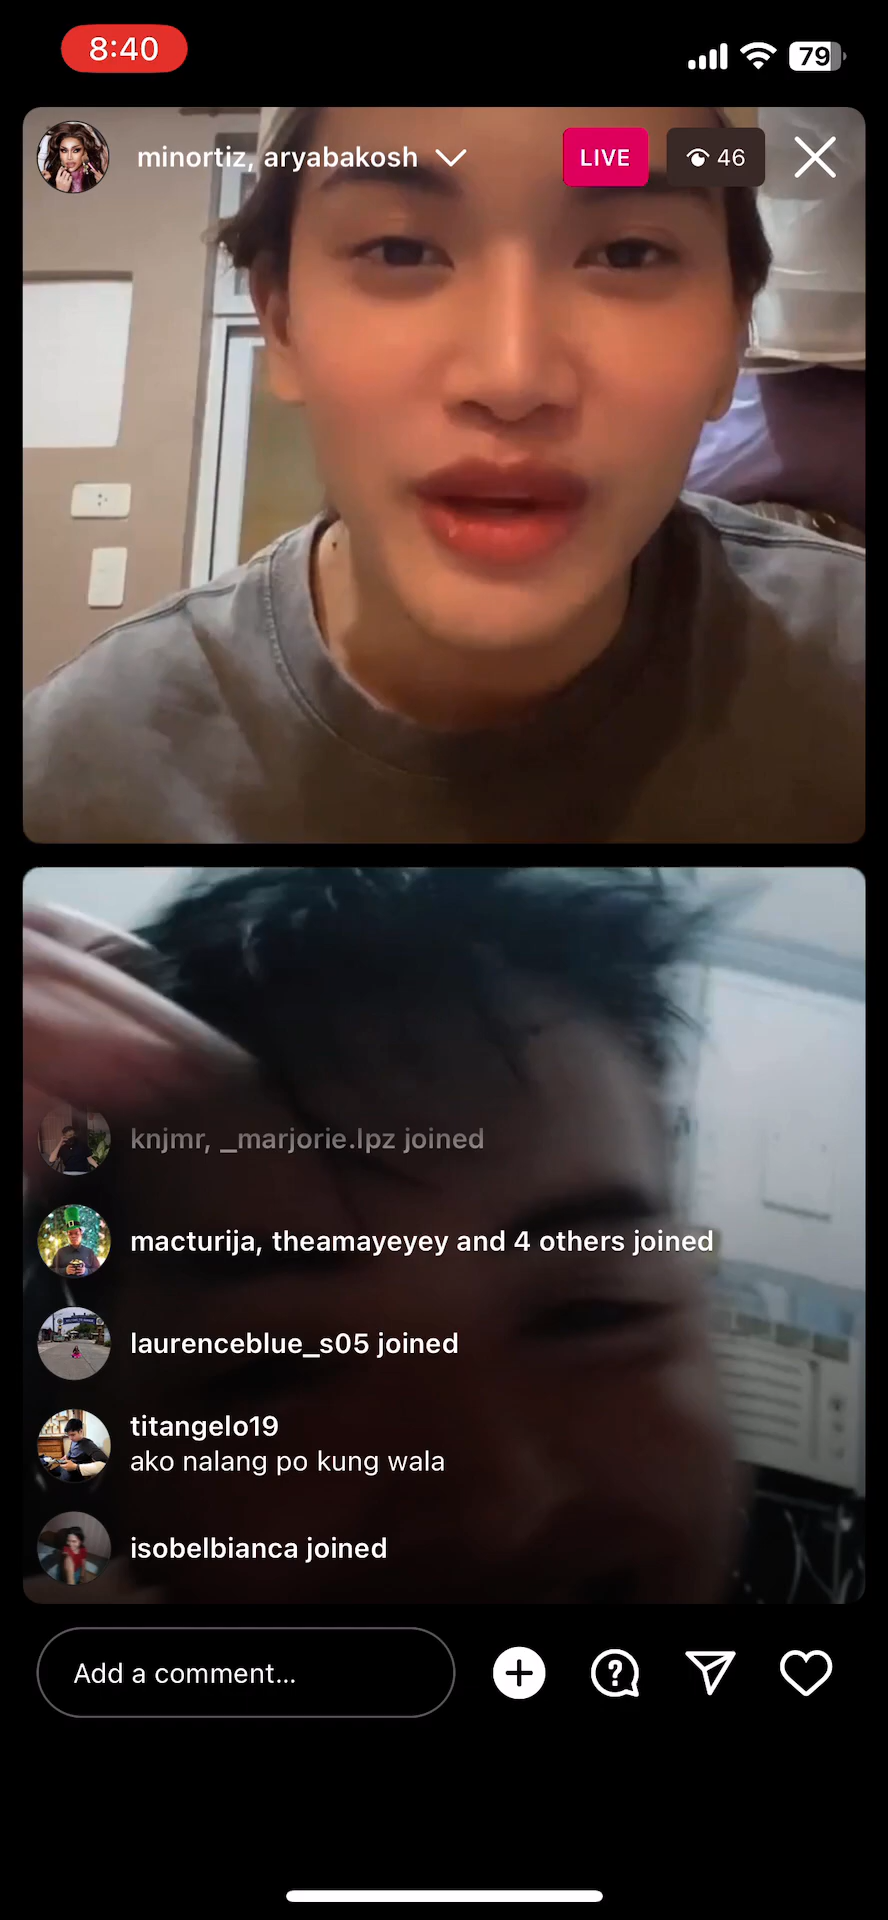 8:40
79
minortiz, aryabakosh
LIVE
46
knjmr, _marjorie.lpz joined
macturija, theamayeyey and 4 others joined
laurenceblue_s05 joined
titangelo19
ako nalang po kung wala
isobelbianca joined
Add a comment...